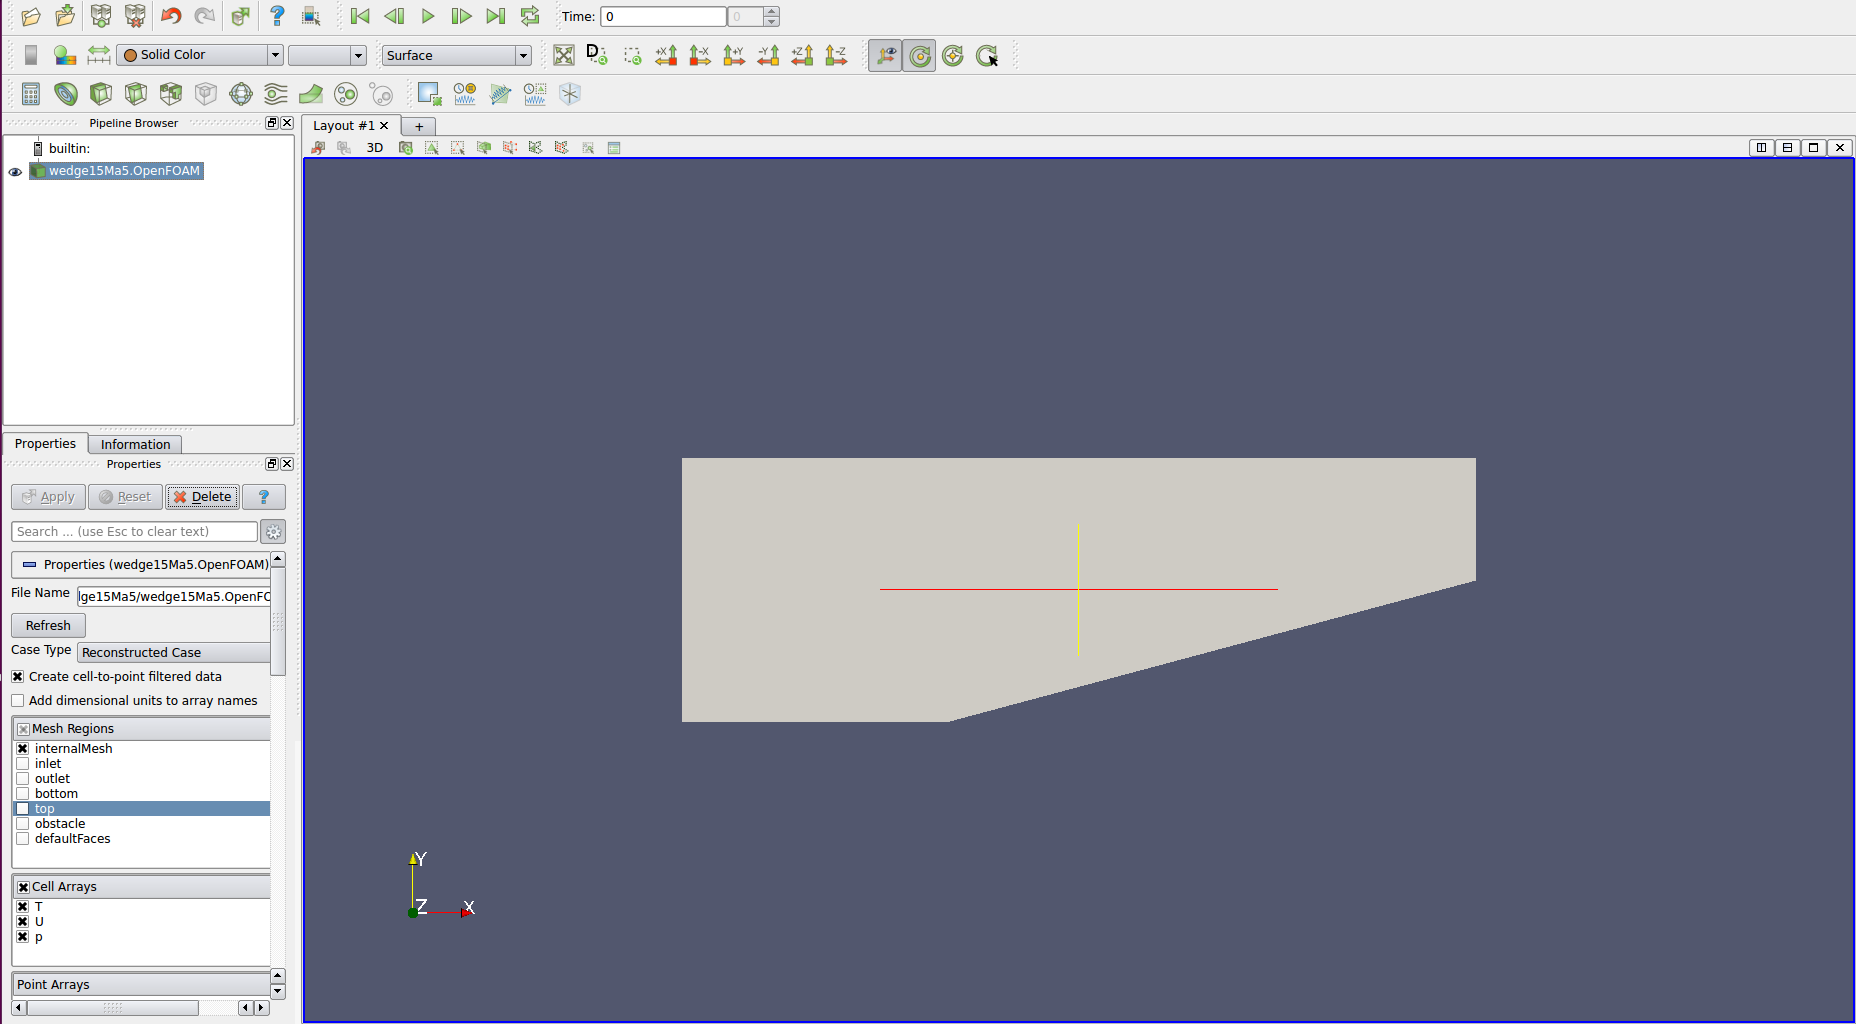 Time: 0 0
Solid Color Surface D +X -X +Y -Y +Z -Z
Pipeline Browser
Layout #1 +
builtin:
3D
wedge15Ma5.OpenFOAM
Properties Information
Properties
Apply Reset Delete ?
Search ... (use Esc to clear text)
Properties (wedge15Ma5.OpenFOAM)
File Name lge15Ma5/wedge15Ma5.OpenFO
Refresh
Case Type Reconstructed Case
Create cell-to-point filtered data
Add dimensional units to array names
Mesh Regions
internalMesh
inlet
outlet
bottom
top
obstacle
defaultFaces
Cell Arrays
T
U
p
Point Arrays
Y
Z X